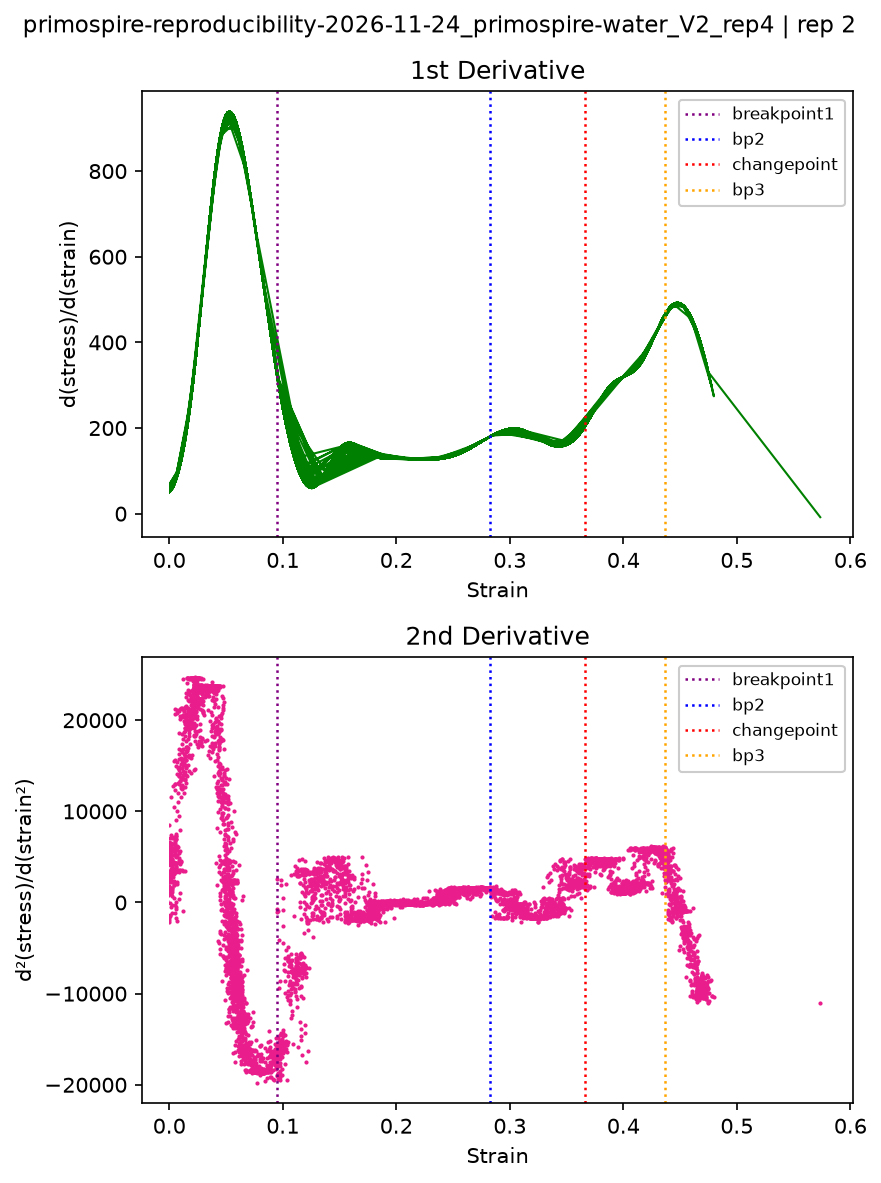 primospire-reproducibility-2026-11-24_primospire-water_V2_rep4 | rep 2
1st Derivative
d(stress)/d(strain)
800
600
400
200
0
breakpoint1
bp2
changepoint
bp3
0.0 0.1 0.2 0.3 0.4 0.5 0.6
Strain
2nd Derivative
d²(stress)/d(strain²)
20000
10000
0
−10000
−20000
breakpoint1
bp2
changepoint
bp3
0.0 0.1 0.2 0.3 0.4 0.5 0.6
Strain